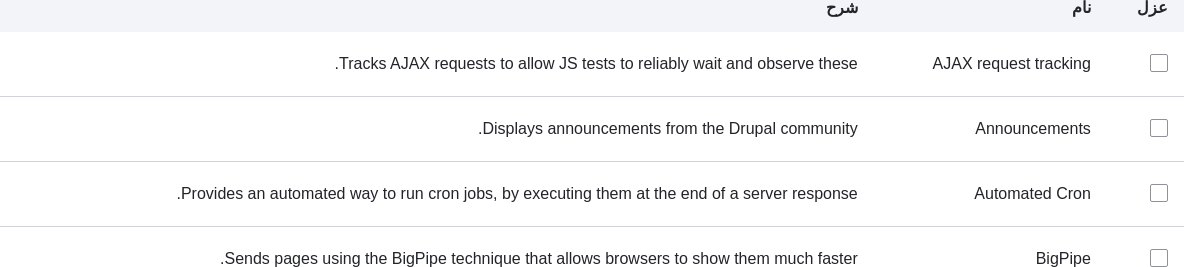 عزل نام شرح
AJAX request tracking Tracks AJAX requests to allow JS tests to reliably wait and observe these.
Announcements Displays announcements from the Drupal community.
Automated Cron Provides an automated way to run cron jobs, by executing them at the end of a server response.
BigPipe Sends pages using the BigPipe technique that allows browsers to show them much faster.